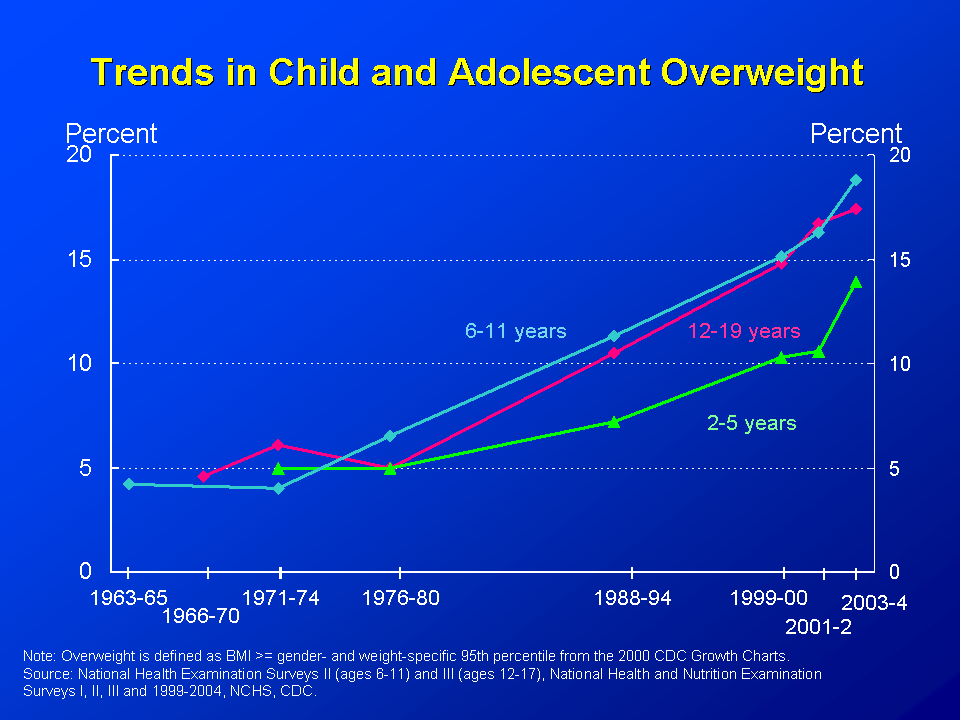 Trends in Child and Adolescent Overweight
Percent Percent
20 20
15 15
6-11 years 12-19 years
10 10
2-5 years
5 5
0 0
1963-65 1971-74 1976-80 1988-94 1999-00 2003-4
1966-70 2001-2
Note: Overweight is defined as BMI >= gender- and weight-specific 95th percentile from the 2000 CDC Growth Charts.
Source: National Health Examination Surveys II (ages 6-11) and III (ages 12-17), National Health and Nutrition Examination
Surveys I, II, III and 1999-2004, NCHS, CDC.